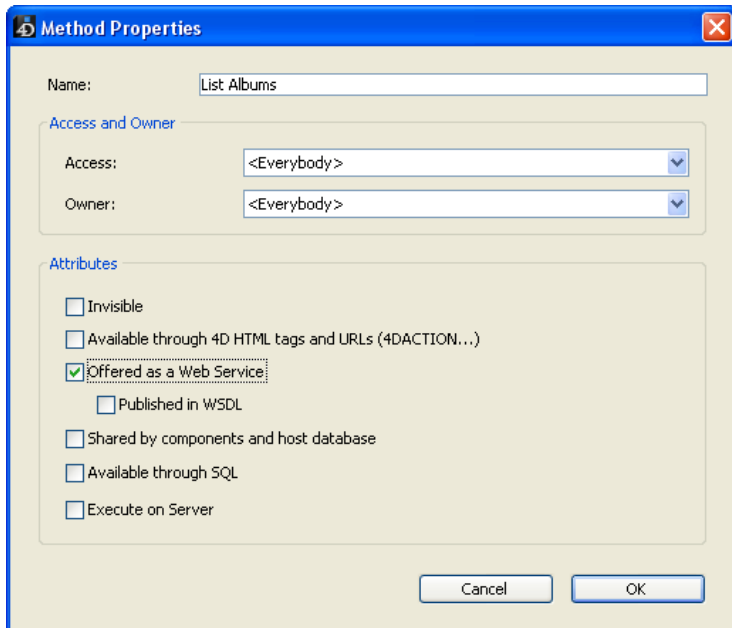 4D Method Properties
Name: List Albums
Access and Owner
Access: <Everybody>
Owner: <Everybody>
Attributes
Invisible
Available through 4D HTML tags and URLs (4DACTION...)
Offered as a Web Service
Published in WSDL
Shared by components and host database
Available through SQL
Execute on Server
Cancel OK